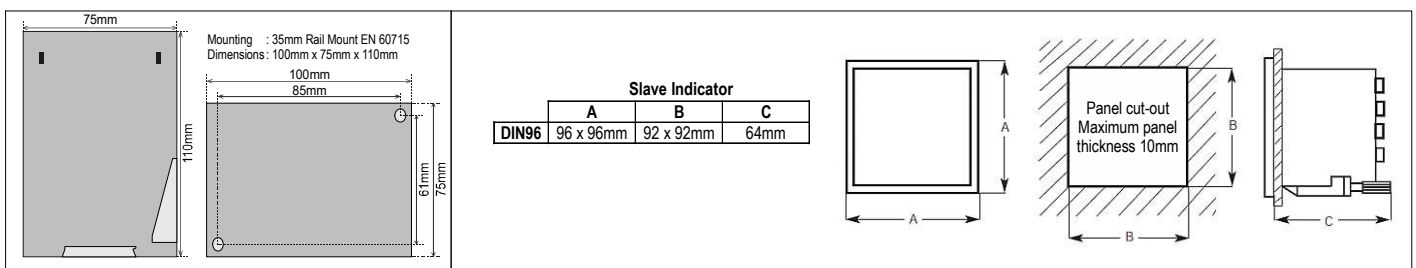 75mm
110mm
Mounting : 35mm Rail Mount EN 60715
Dimensions : 100mm x 75mm x 110mm
100mm
85mm
61mm
75mm
Slave Indicator
A B C
DIN96 96 x 96mm 92 x 92mm 64mm
A
A
Panel cut-out
Maximum panel
thickness 10mm
B
B
C